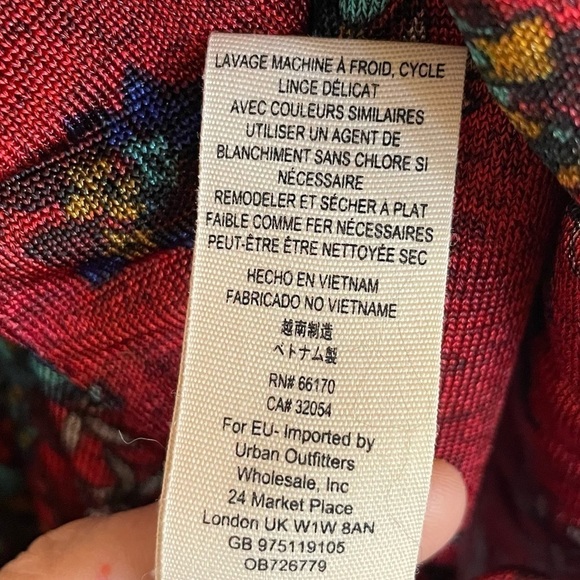 LAVAGE MACHINE À FROID, CYCLE
LINGE DÉLICAT
AVEC COULEURS SIMILAIRES
UTILISER UN AGENT DE
BLANCHIMENT SANS CHLORE SI
NÉCESSAIRE
REMODELER ET SÉCHER À PLAT
FAIBLE COMME FER NÉCESSAIRES
PEUT-ÊTRE ÊTRE NETTOYÉE SEC
HECHO EN VIETNAM
FABRICADO NO VIETNAME
越南制造
ベトナム製
RN# 66170
CA# 32054
For EU- Imported by
Urban Outfitters
Wholesale, Inc
24 Market Place
London UK W1W 8AN
GB 975119105
OB726779